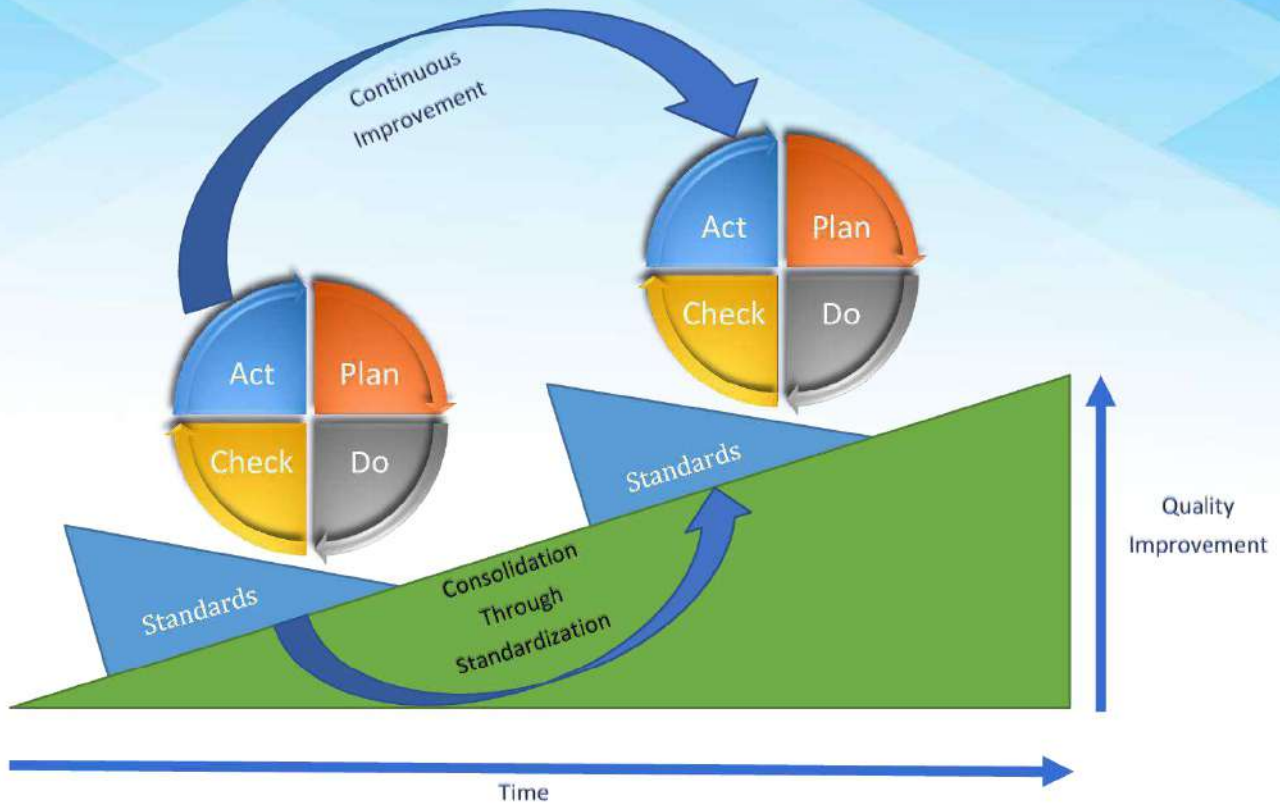 Continuous
Improvement
Act
Plan
Check
Do
Act
Plan
Check
Do
Standards
Standards
Consolidation
Through
Standardization
Quality
Improvement
Time